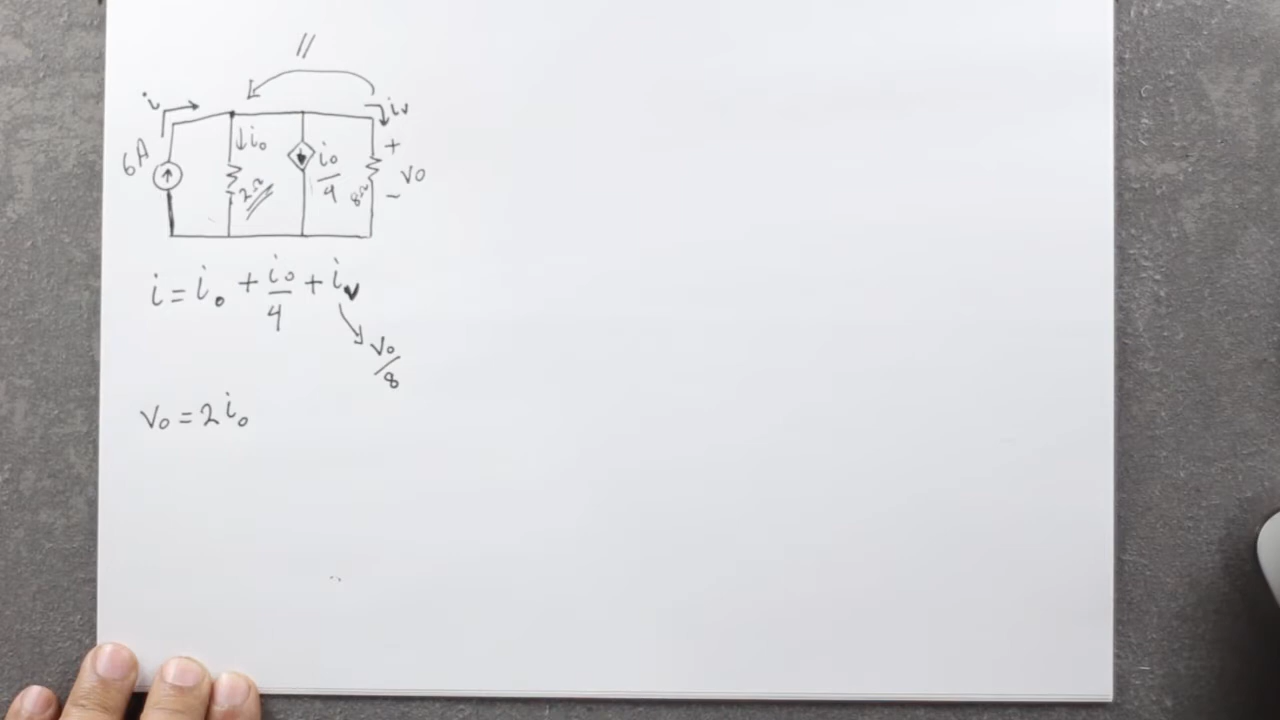 //
i
iv
io
6A
io/4
+
2Ω
8Ω
vo
−
i = io + io/4 + iv
vo/8
vo = 2io